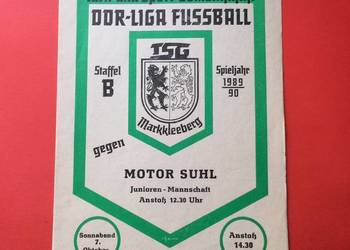 DDR-LIGA FUSSBALL
TSG
Staffel
B
Spieljahr
1989
90
Markkleeberg
gegen
MOTOR SUHL
Junioren-Mannschaft
Anstoß 12.30 Uhr
Sonnabend
7.
Oktober
Anstoß
14.30